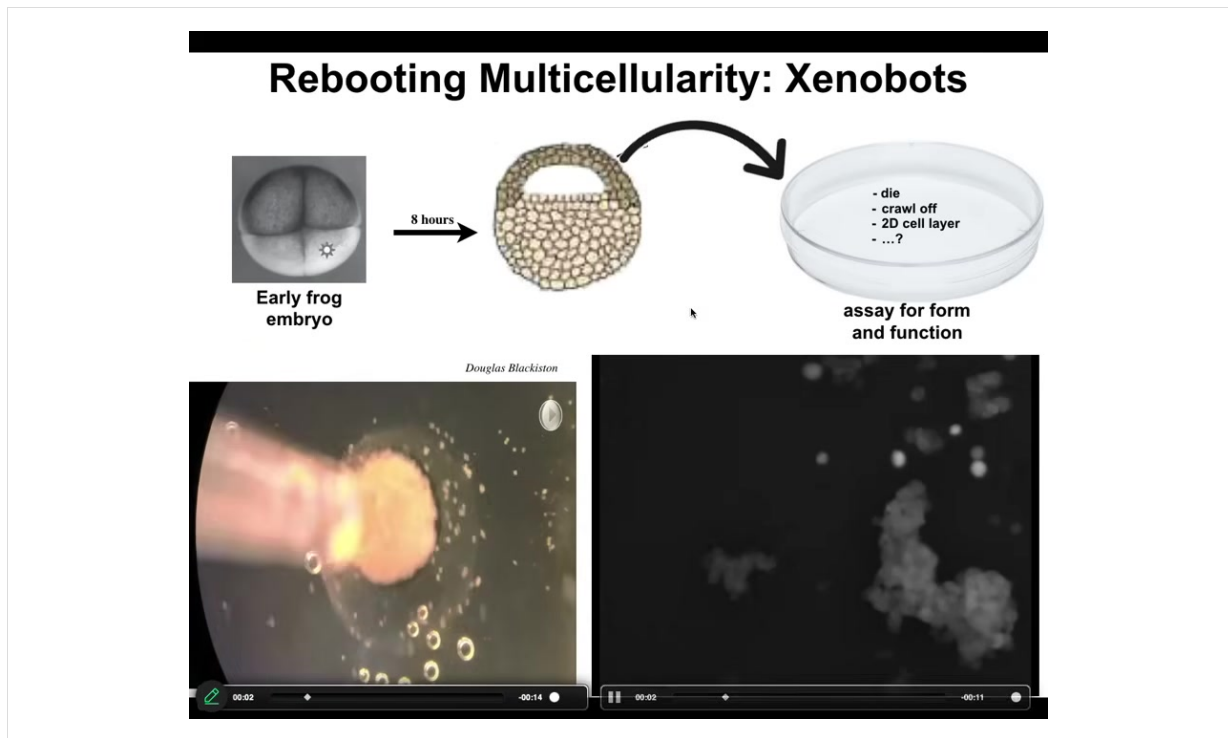 Rebooting Multicellularity: Xenobots
8 hours
- die
- crawl off
- 2D cell layer
- ...?
Early frog
embryo
assay for form
and function
Douglas Blackiston
00:02
-00:14
00:02
-00:11